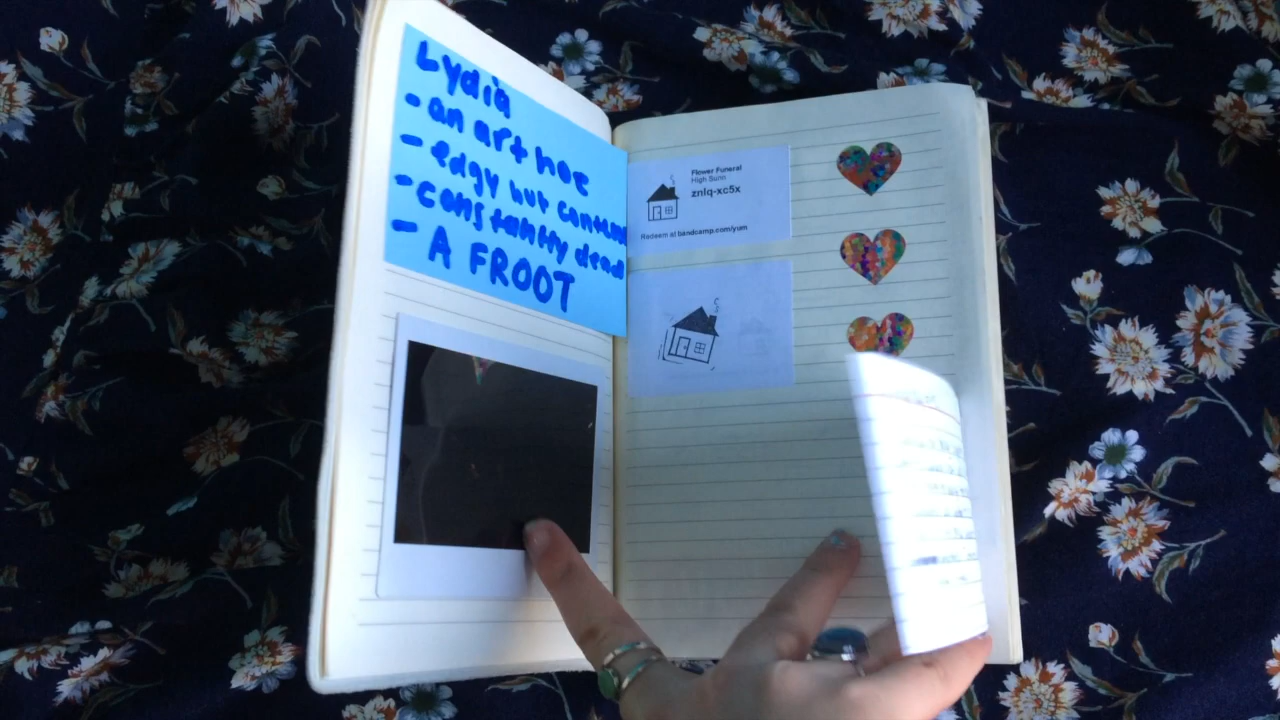 Lydia
- an art hoe
- edgy but
- constantly dead
- A FROOT
Flower Funeral
High Sunn
znlq-xc5x
Redeem at bandcamp.com/yum